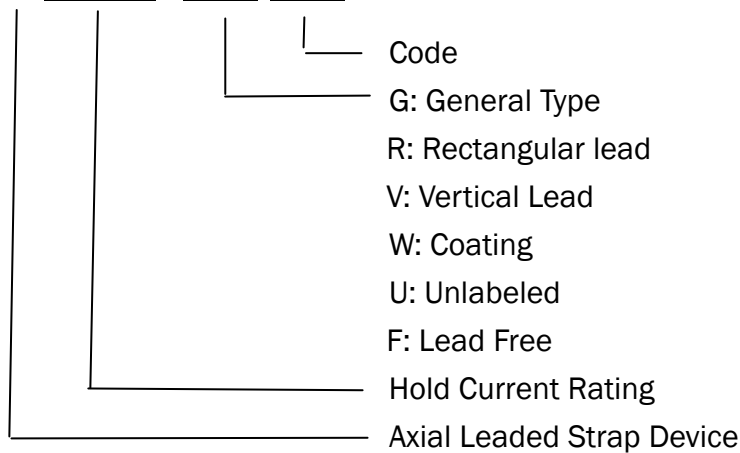 Code
G: General Type
R: Rectangular lead
V: Vertical Lead
W: Coating
U: Unlabeled
F: Lead Free
Hold Current Rating
Axial Leaded Strap Device